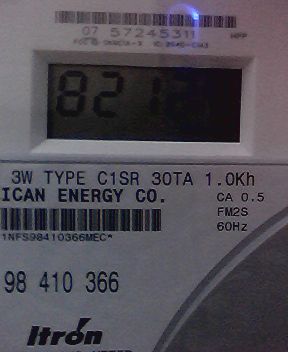 07 57245311
8212
3W TYPE C1SR 30TA 1.0Kh
ICAN ENERGY CO.
CA 0.5
FM2S
60Hz
1NFS98410366MEC*
98 410 366
Itron